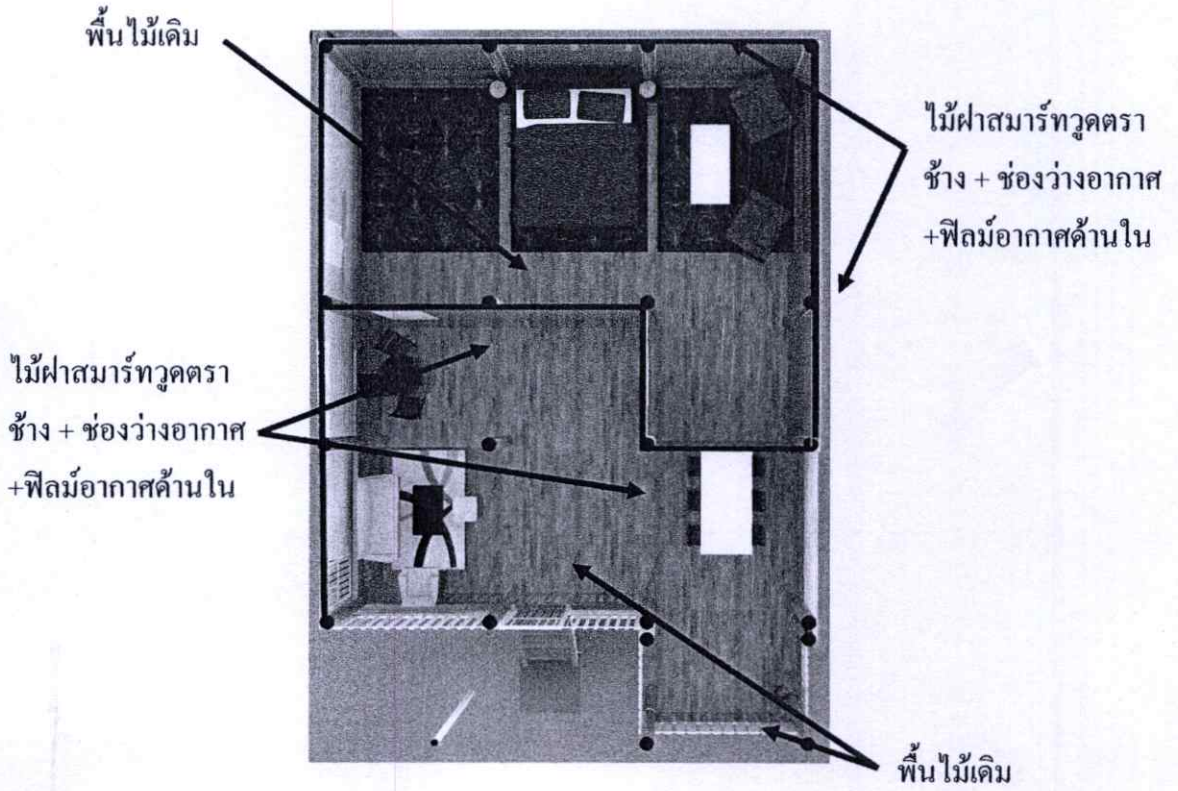 พื้นไม้เดิม
ไม้ฝาสมาร์ทวูดตรา
ช้าง + ช่องว่างอากาศ
+ฟิลม์อากาศด้านใน
ไม้ฝาสมาร์ทวูดตรา
ช้าง + ช่องว่างอากาศ
+ฟิลม์อากาศด้านใน
พื้นไม้เดิม